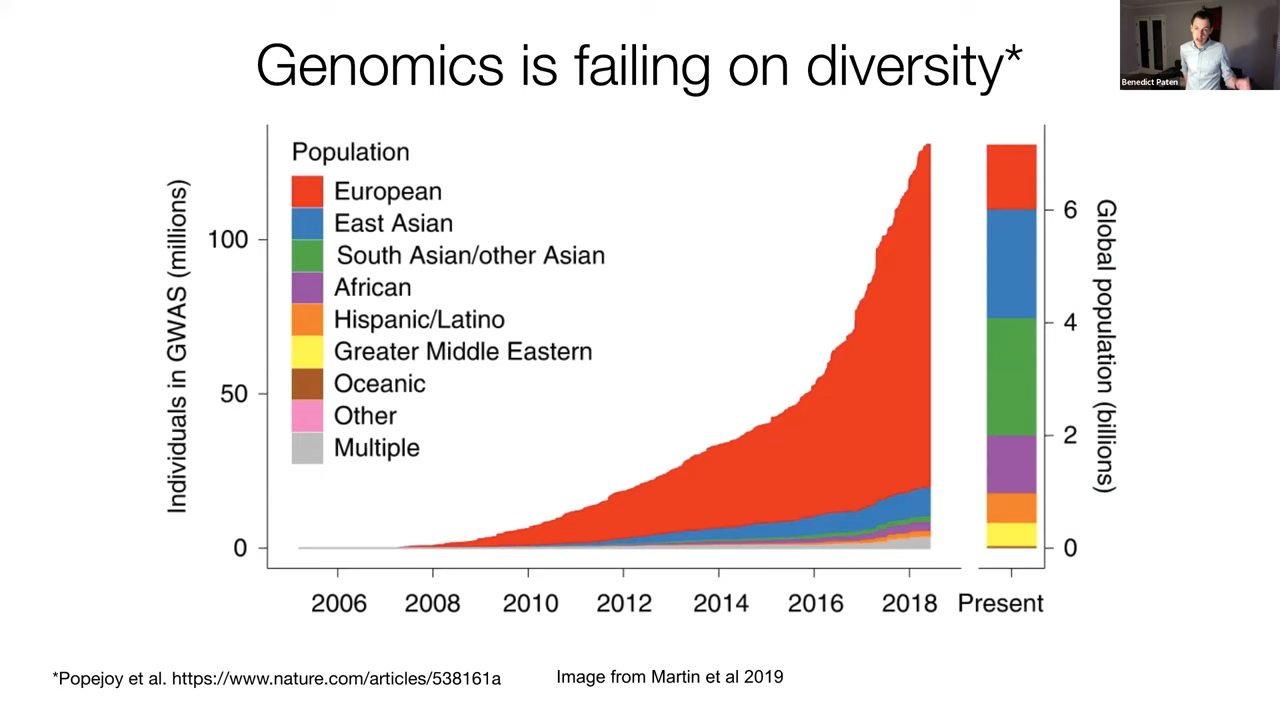 Genomics is failing on diversity*
Benedict Paten
Population
European
East Asian
South Asian/other Asian
African
Hispanic/Latino
Greater Middle Eastern
Oceanic
Other
Multiple
Individuals in GWAS (millions)
100
50
0
2006 2008 2010 2012 2014 2016 2018 Present
6
4
2
0
Global population (billions)
*Popejoy et al. https://www.nature.com/articles/538161a
Image from Martin et al 2019